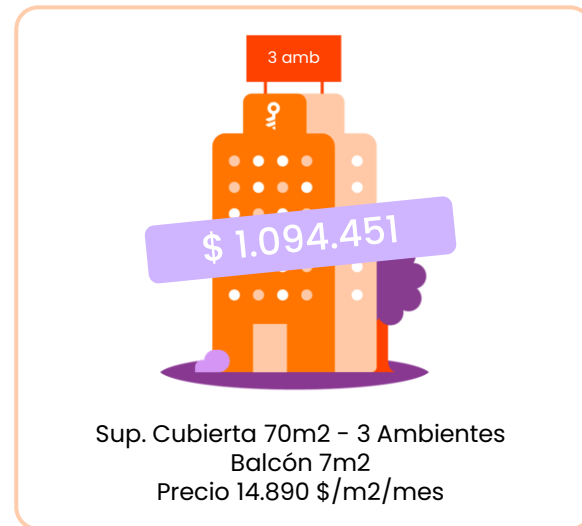 3 amb
$ 1.094.451
Sup. Cubierta 70m2 - 3 Ambientes
Balcón 7m2
Precio 14.890 $/m2/mes